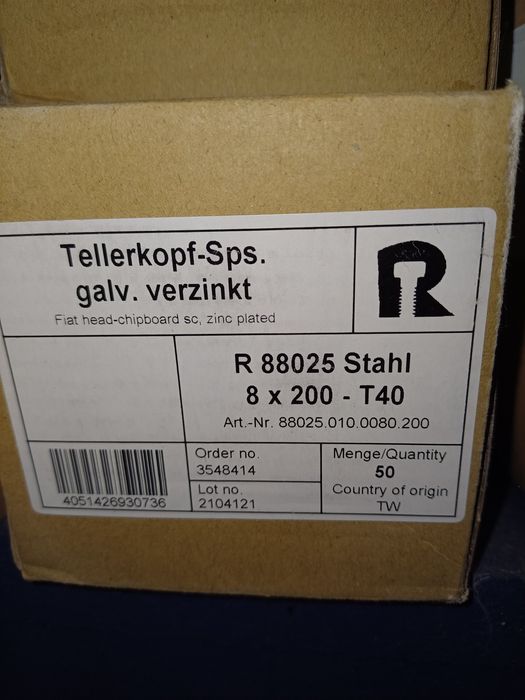 Tellerkopf-Sps.
galv. verzinkt
Flat head-chipboard sc, zinc plated
R
R 88025 Stahl
8 x 200 - T40
Art.-Nr. 88025.010.0080.200
Order no.
3548414
Menge/Quantity
50
Lot no.
2104121
Country of origin
TW
4051426930736